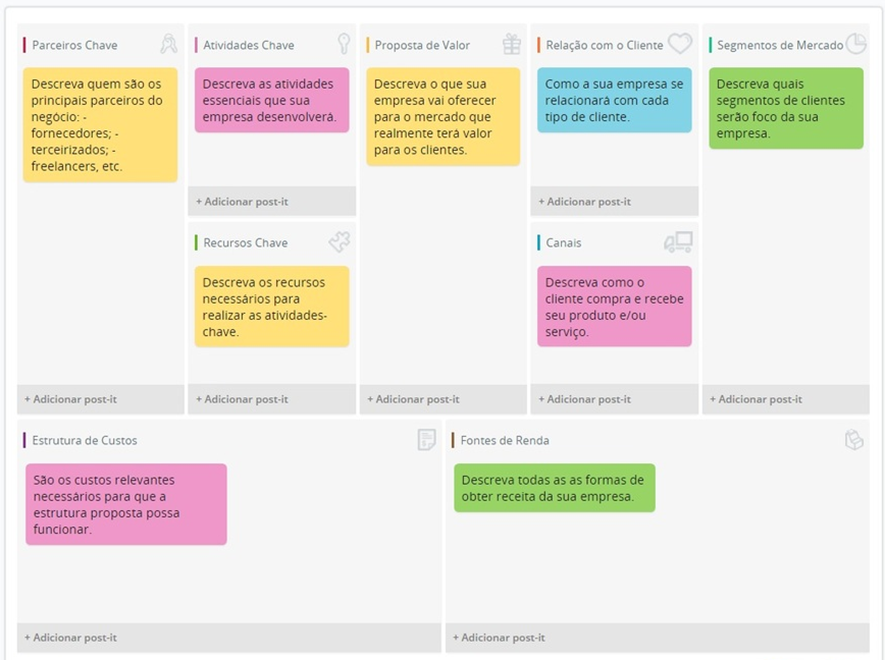 Parceiros Chave
Descreva quem são os
principais parceiros do
negócio: -
fornecedores; -
terceirizados; -
freelancers, etc.
+ Adicionar post-it
Atividades Chave
Descreva as atividades
essenciais que sua
empresa desenvolverá.
+ Adicionar post-it
Recursos Chave
Descreva os recursos
necessários para
realizar as atividades-
chave.
+ Adicionar post-it
Proposta de Valor
Descreva o que sua
empresa vai oferecer
para o mercado que
realmente terá valor
para os clientes.
+ Adicionar post-it
Relação com o Cliente
Como a sua empresa se
relacionará com cada
tipo de cliente.
+ Adicionar post-it
Canais
Descreva como o
cliente compra e recebe
seu produto e/ou
serviço.
+ Adicionar post-it
Segmentos de Mercado
Descreva quais
segmentos de clientes
serão foco da sua
empresa.
+ Adicionar post-it
Estrutura de Custos
São os custos relevantes
necessários para que a
estrutura proposta possa
funcionar.
+ Adicionar post-it
Fontes de Renda
Descreva todas as as formas de
obter receita da sua empresa.
+ Adicionar post-it